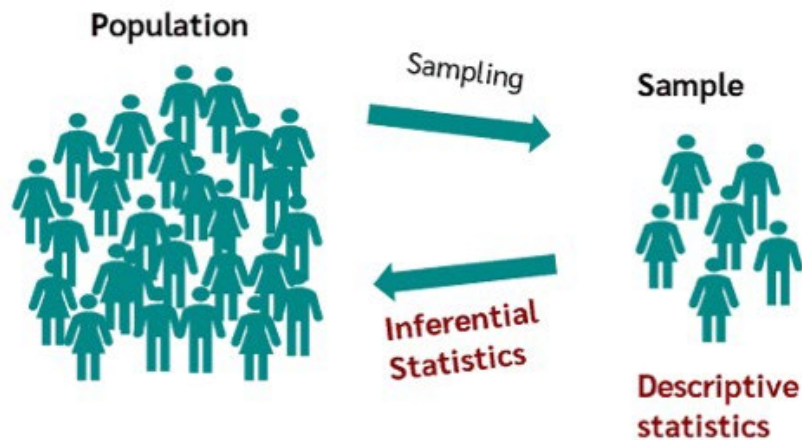 Population
Sampling
Sample
Inferential
Statistics
Descriptive
statistics